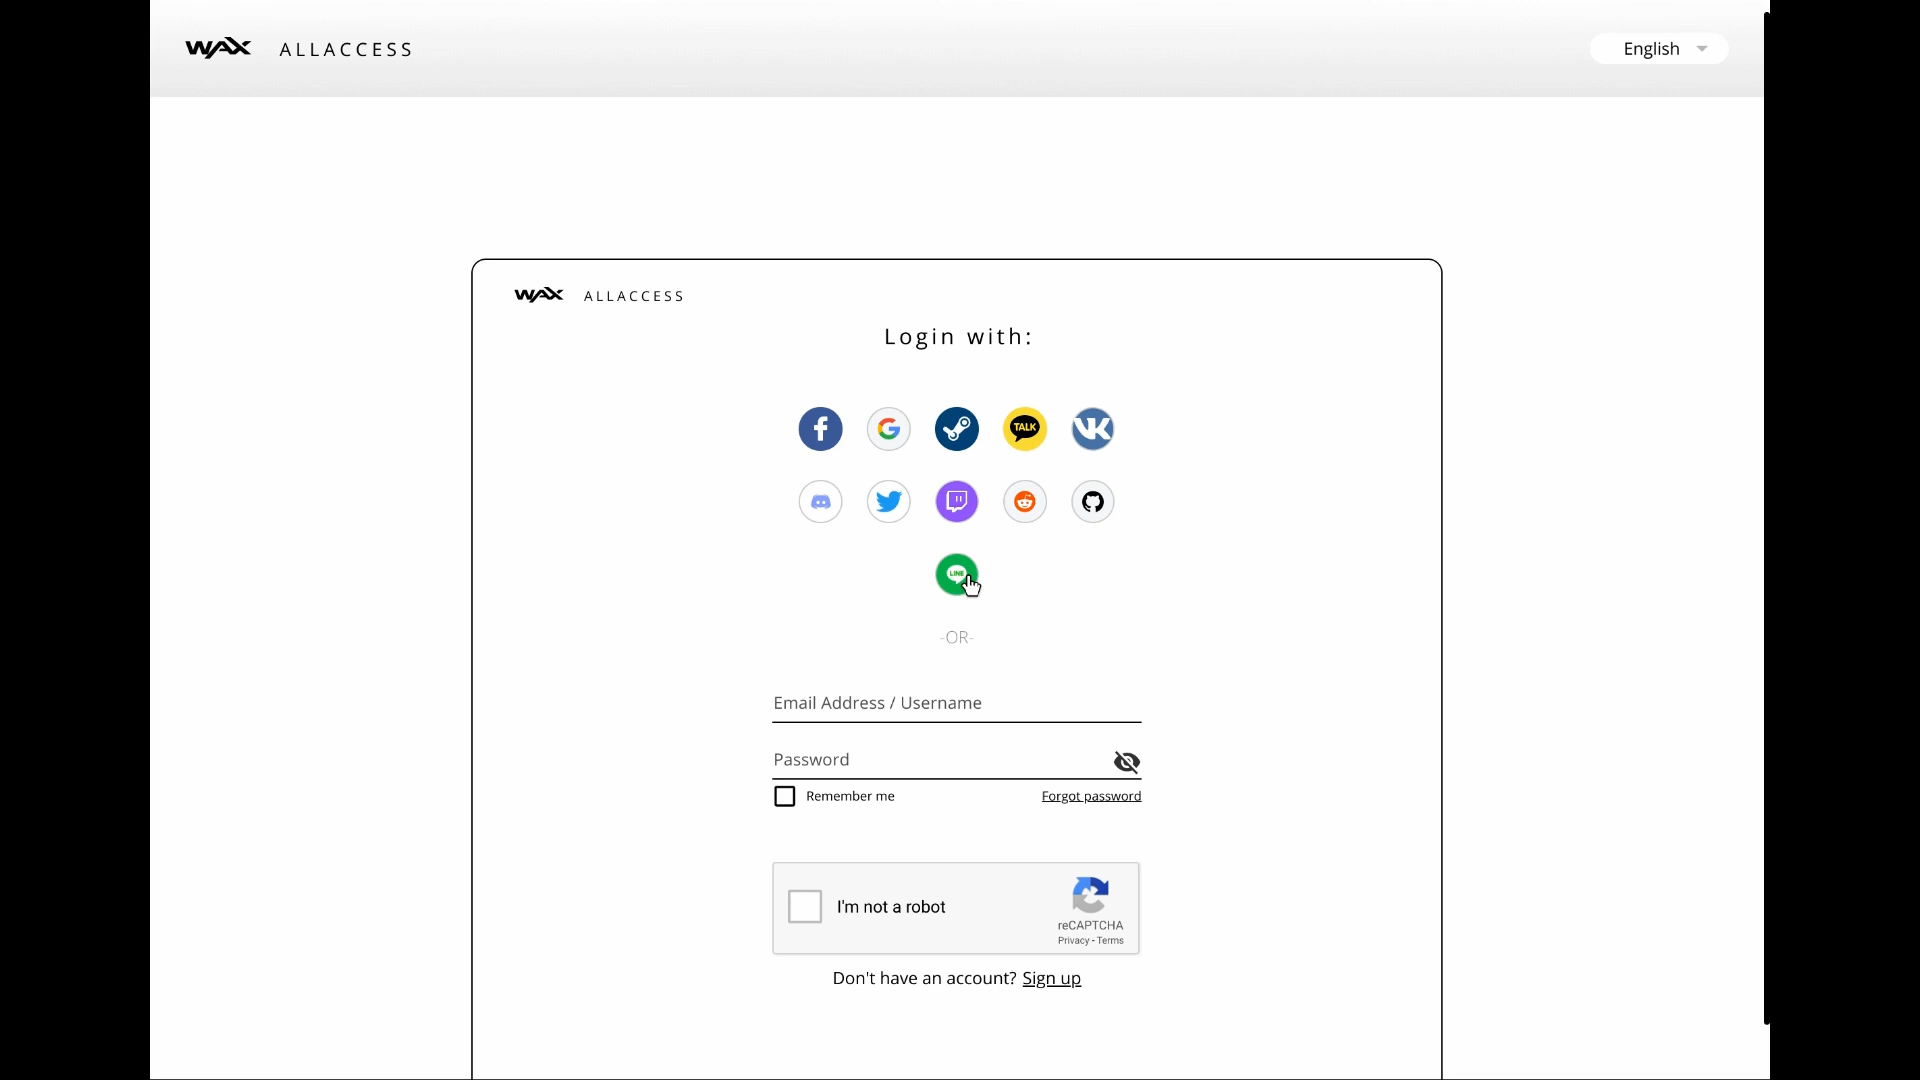 WAX ALLACCESS
English
WAX ALLACCESS
Login with:
TALK
LINE
-OR-
Email Address / Username
Password
Remember me
Forgot password
I'm not a robot
reCAPTCHA
Privacy - Terms
Don't have an account? Sign up